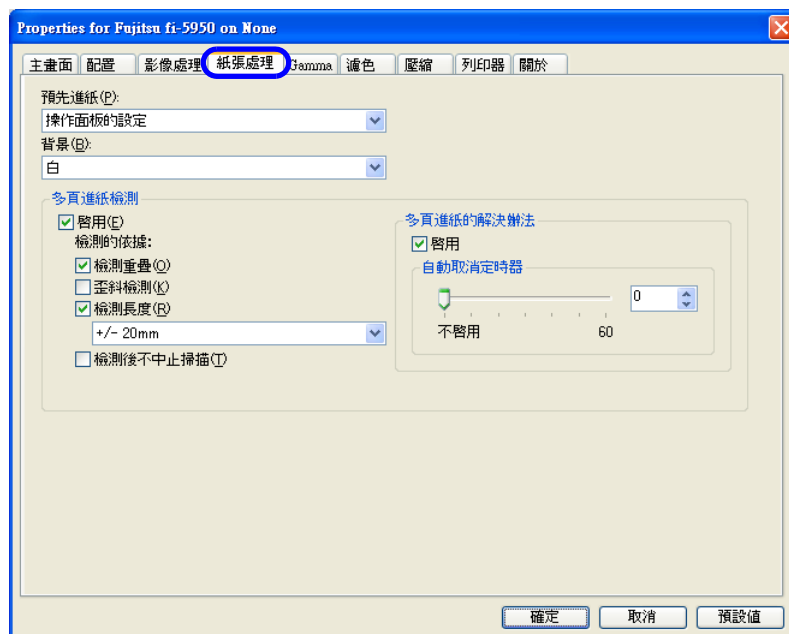 Properties for Fujitsu fi-5950 on None
主畫面 配置 影像處理 紙張處理 Gamma 濾色 壓縮 列印器 關於
預先進紙(P):
操作面板的設定
背景(B):
白
多頁進紙檢測
啓用(E)
檢測的依據:
檢測重疊(O)
歪斜檢測(K)
檢測長度(R)
+/- 20mm
檢測後不中止掃描(T)
多頁進紙的解決辦法
啓用
自動取消定時器
0
不啓用 60
確定 取消 預設值